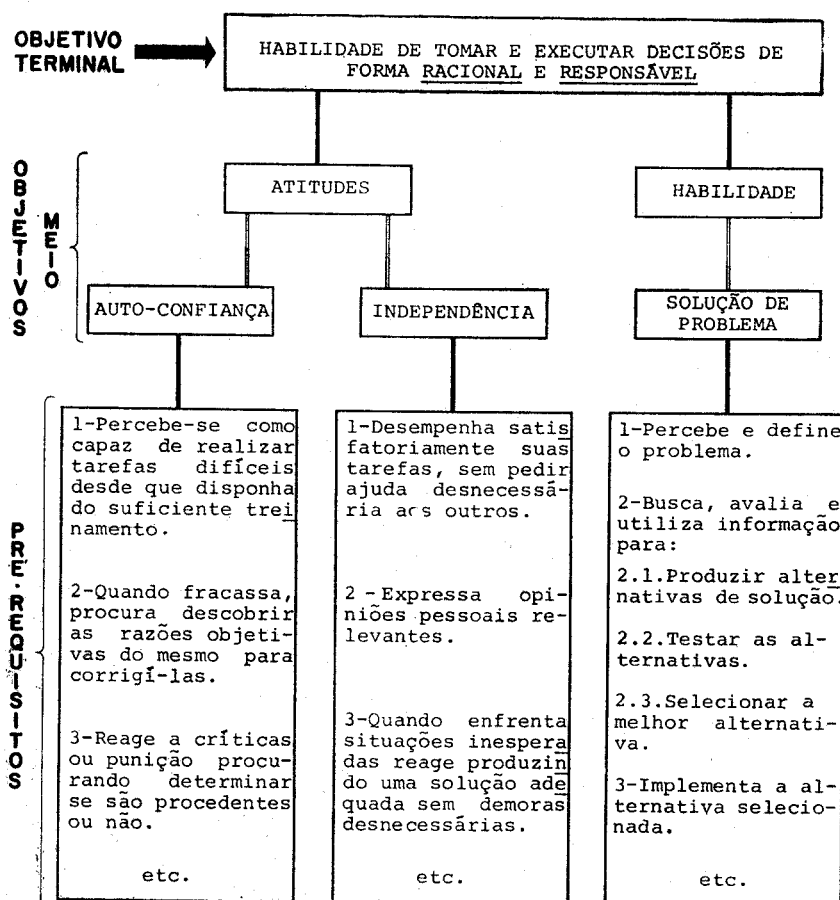 OBJETIVO
TERMINAL
HABILIDADE DE TOMAR E EXECUTAR DECISÕES DE
FORMA RACIONAL E RESPONSÁVEL
OBJETIVOS
MEIO
ATITUDES
HABILIDADE
AUTO-CONFIANÇA
INDEPENDÊNCIA
SOLUÇÃO DE
PROBLEMA
PRÉ-REQUISITOS
1-Percebe-se como
capaz de realizar
tarefas difíceis
desde que disponha
do suficiente trei
namento.
2-Quando fracassa,
procura descobrir
as razões objeti-
vas do mesmo para
corrigí-las.
3-Reage a críticas
ou punição procu-
rando determinar
se são procedentes
ou não.
etc.
1-Desempenha satis
fatoriamente suas
tarefas, sem pedir
ajuda desnecessá-
ria aos outros.
2 - Expressa opi-
niões pessoais re-
levantes.
3-Quando enfrenta
situações inespera
das reage produzin
do uma solução ade
quada sem demoras
desnecessárias.
etc.
1-Percebe e define
o problema.
2-Busca, avalia e
utiliza informação
para:
2.1.Produzir alter
nativas de solução.
2.2.Testar as al-
ternativas.
2.3.Selecionar a
melhor alternati-
va.
3-Implementa a al-
ternativa selecio-
nada.
etc.